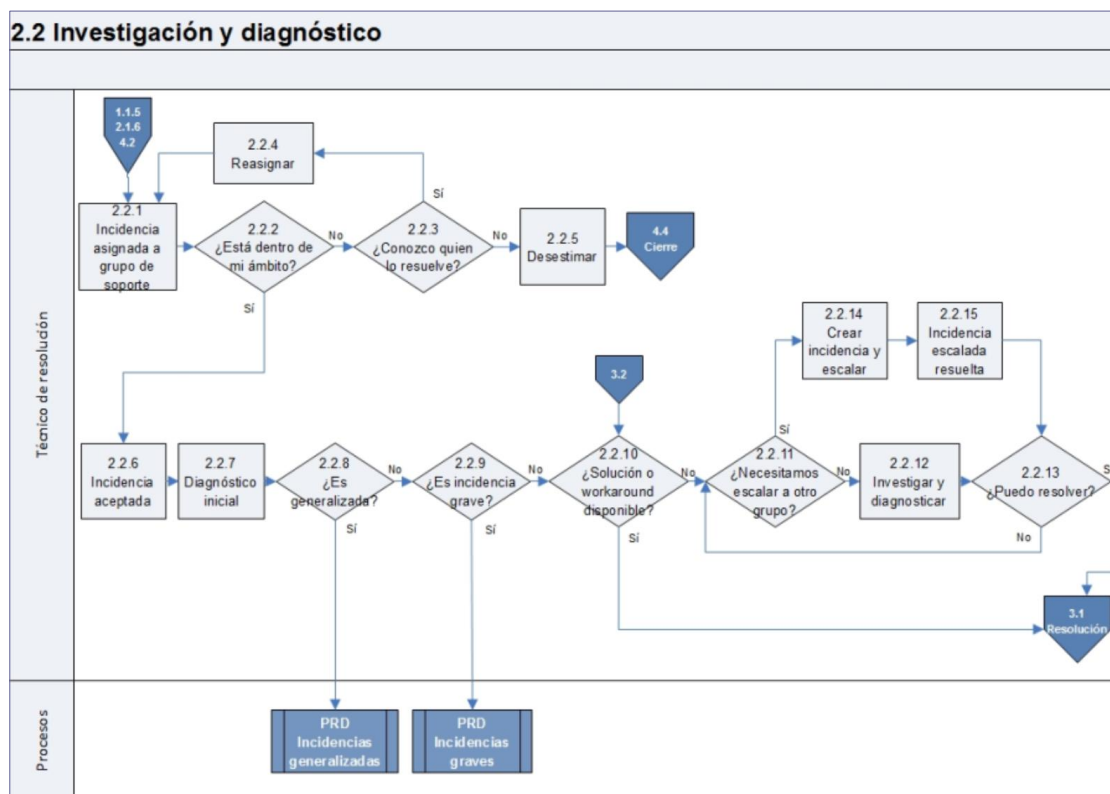 2.2 Investigación y diagnóstico
Técnico de resolución
1.1.5
2.1.6
4.2
2.2.4
Reasignar
Sí
2.2.1
Incidencia
asignada a
grupo de
soporte
2.2.2
¿Está dentro de
mi ámbito?
No
2.2.3
¿Conozco quien
lo resuelve?
No
2.2.5
Desestimar
4.4
Cierre
Sí
2.2.14
Crear
incidencia y
escalar
2.2.15
Incidencia
escalada
resuelta
3.2
Sí
2.2.6
Incidencia
aceptada
2.2.7
Diagnóstico
inicial
2.2.8
¿Es
generalizada?
No
2.2.9
¿Es incidencia
grave?
No
2.2.10
¿Solución o
workaround
disponible?
No
2.2.11
¿Necesitamos
escalar a otro
grupo?
No
2.2.12
Investigar y
diagnosticar
2.2.13
¿Puedo resolver?
Sí
Sí
Sí
No
3.1
Resolución
Procesos
PRD
Incidencias
generalizadas
PRD
Incidencias
graves